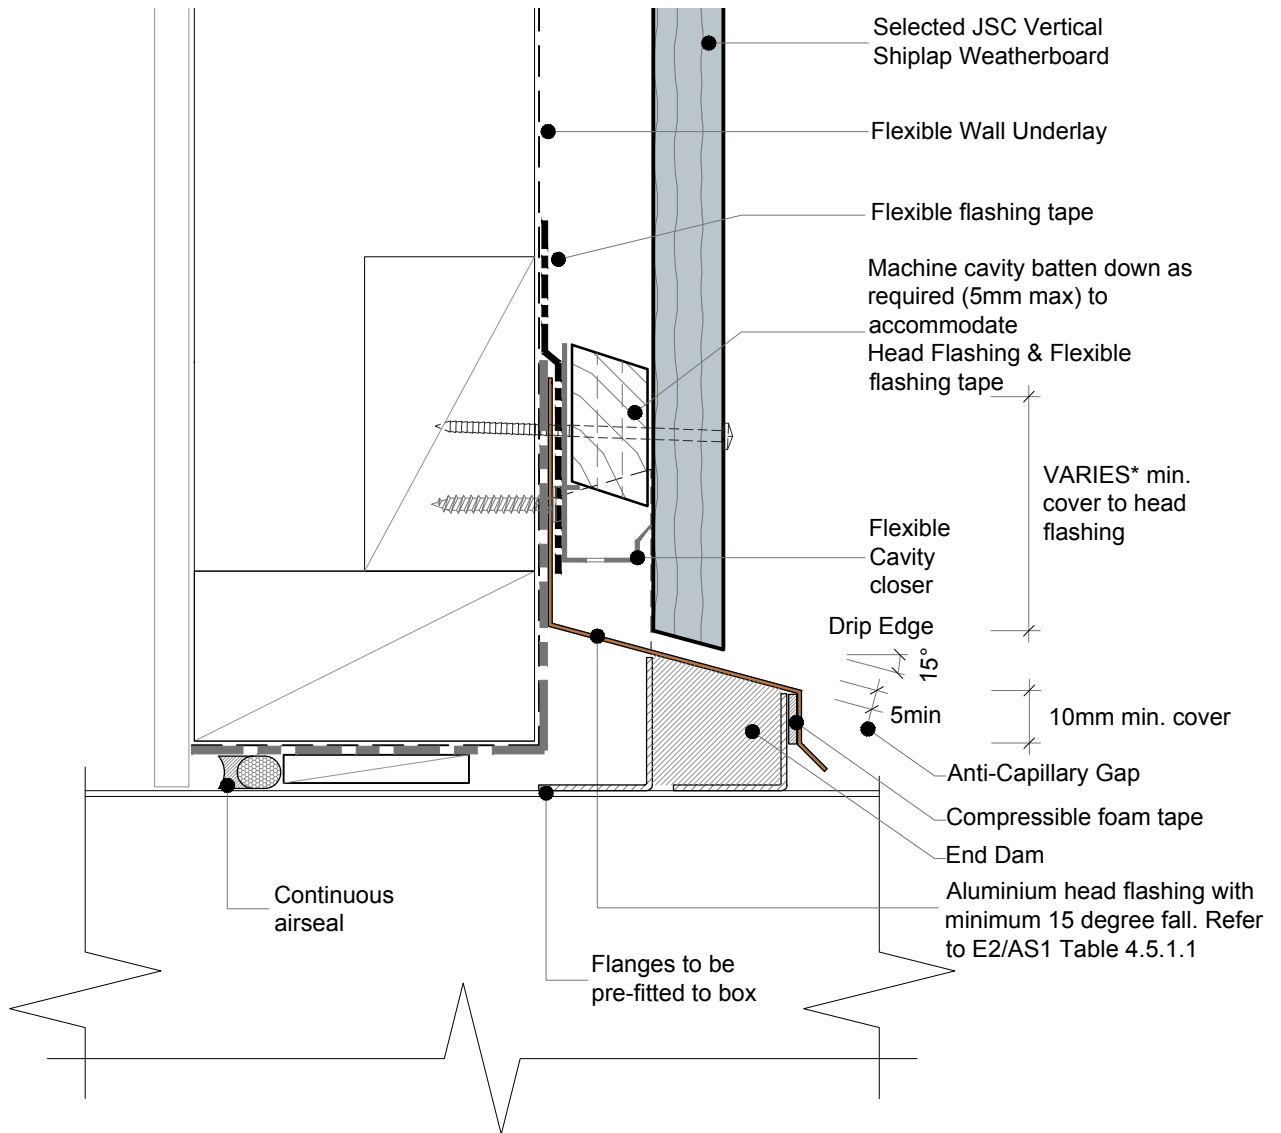 Selected JSC Vertical
Shiplap Weatherboard
Flexible Wall Underlay
Flexible flashing tape
Machine cavity batten down as
required (5mm max) to
accommodate
Head Flashing & Flexible
flashing tape
VARIES* min.
cover to head
flashing
Flexible
Cavity
closer
Drip Edge
15°
5min
10mm min. cover
Anti-Capillary Gap
Compressible foam tape
End Dam
Aluminium head flashing with
minimum 15 degree fall. Refer
to E2/AS1 Table 4.5.1.1
Continuous
airseal
Flanges to be
pre-fitted to box